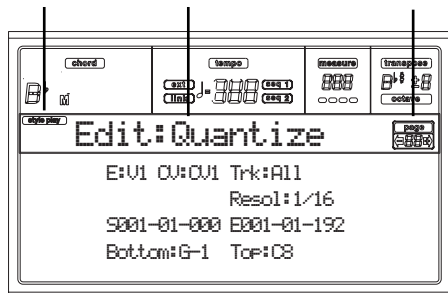 chord tempo measure transpose
ext seq 1
link seq 2
octave
style play Edit:Quantize page
E:V1 CV:CV1 Trk:All
Resol:1/16
S001-01-000 E001-01-192
Bottom:G-1 Top:C8